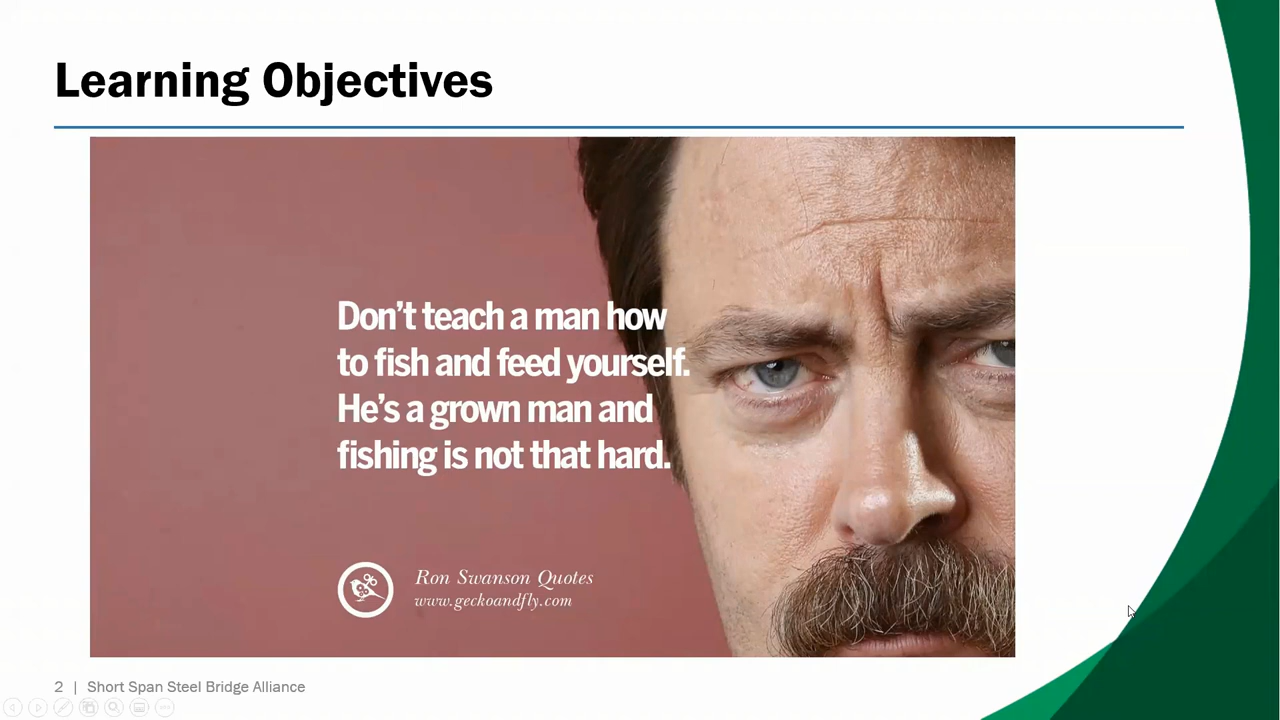 Learning Objectives
Don't teach a man how
to fish and feed yourself.
He's a grown man and
fishing is not that hard.
Ron Swanson Quotes
www.geckoandfly.com
2 | Short Span Steel Bridge Alliance